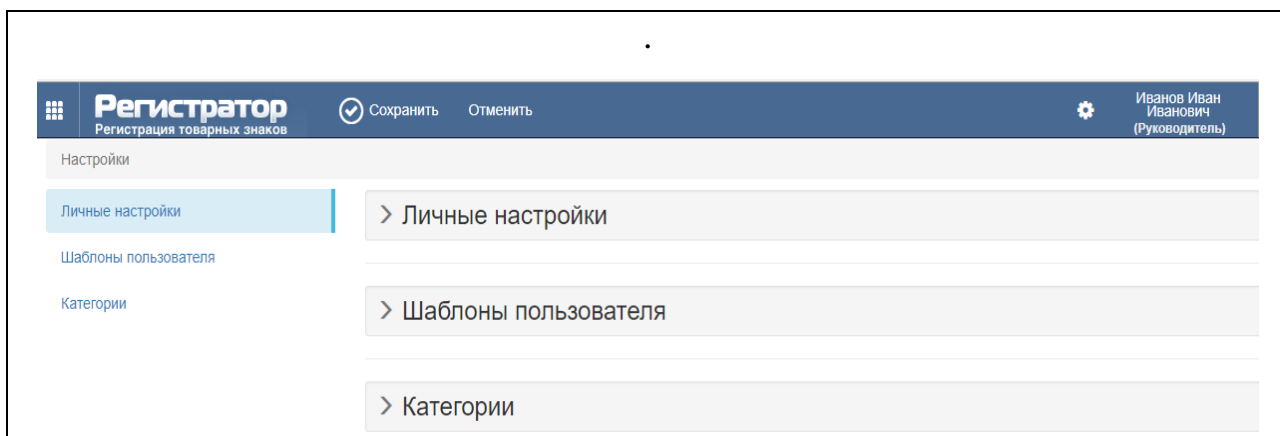 .
Регистратор
Регистрация товарных знаков
Сохранить Отменить
Иванов Иван
Иванович
(Руководитель)
Настройки
Личные настройки
Шаблоны пользователя
Категории
Личные настройки
Шаблоны пользователя
Категории